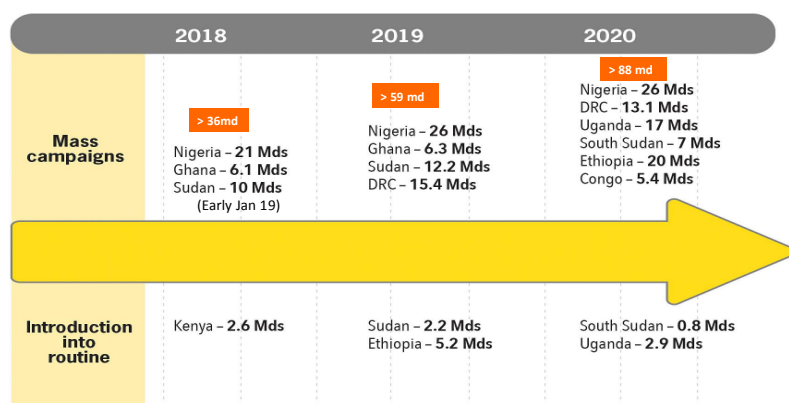 2018 2019 2020
Mass
campaigns
> 36md
Nigeria – 21 Mds
Ghana – 6.1 Mds
Sudan – 10 Mds
(Early Jan 19)
> 59 md
Nigeria – 26 Mds
Ghana – 6.3 Mds
Sudan – 12.2 Mds
DRC – 15.4 Mds
> 88 md
Nigeria – 26 Mds
DRC – 13.1 Mds
Uganda – 17 Mds
South Sudan – 7 Mds
Ethiopia – 20 Mds
Congo – 5.4 Mds
Introduction
into
routine
Kenya – 2.6 Mds
Sudan – 2.2 Mds
Ethiopia – 5.2 Mds
South Sudan – 0.8 Mds
Uganda – 2.9 Mds